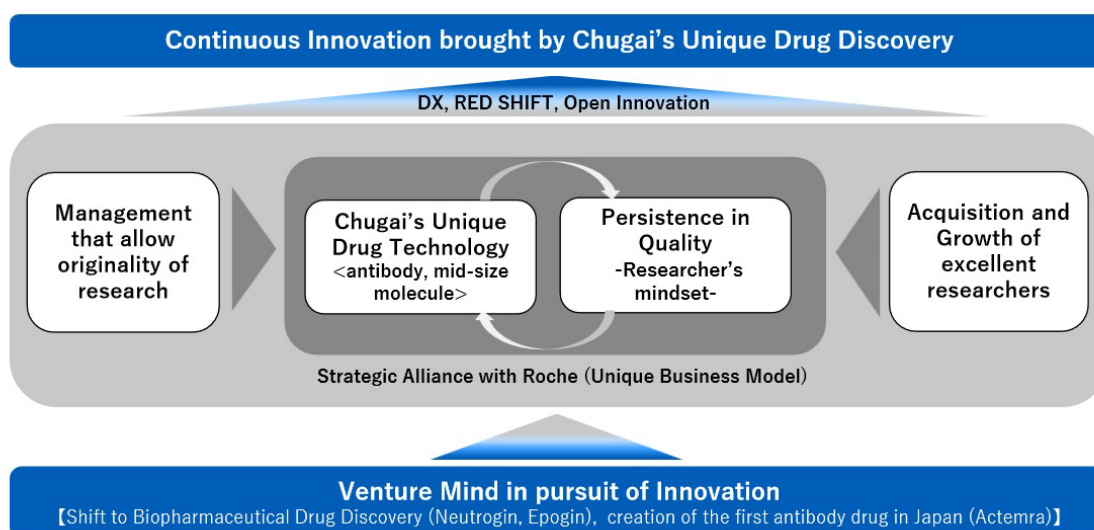 Continuous Innovation brought by Chugai's Unique Drug Discovery
DX, RED SHIFT, Open Innovation
Management
that allow
originality of
research
Chugai's Unique
Drug Technology
<antibody, mid-size
molecule>
Persistence in
Quality
-Researcher's
mindset-
Acquisition and
Growth of
excellent
researchers
Strategic Alliance with Roche (Unique Business Model)
Venture Mind in pursuit of Innovation
【Shift to Biopharmaceutical Drug Discovery (Neutrogin, Epogin), creation of the first antibody drug in Japan (Actemra)】